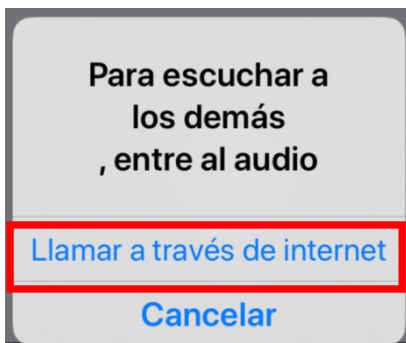 Para escuchar a
los demás
, entre al audio
Llamar a través de internet
Cancelar